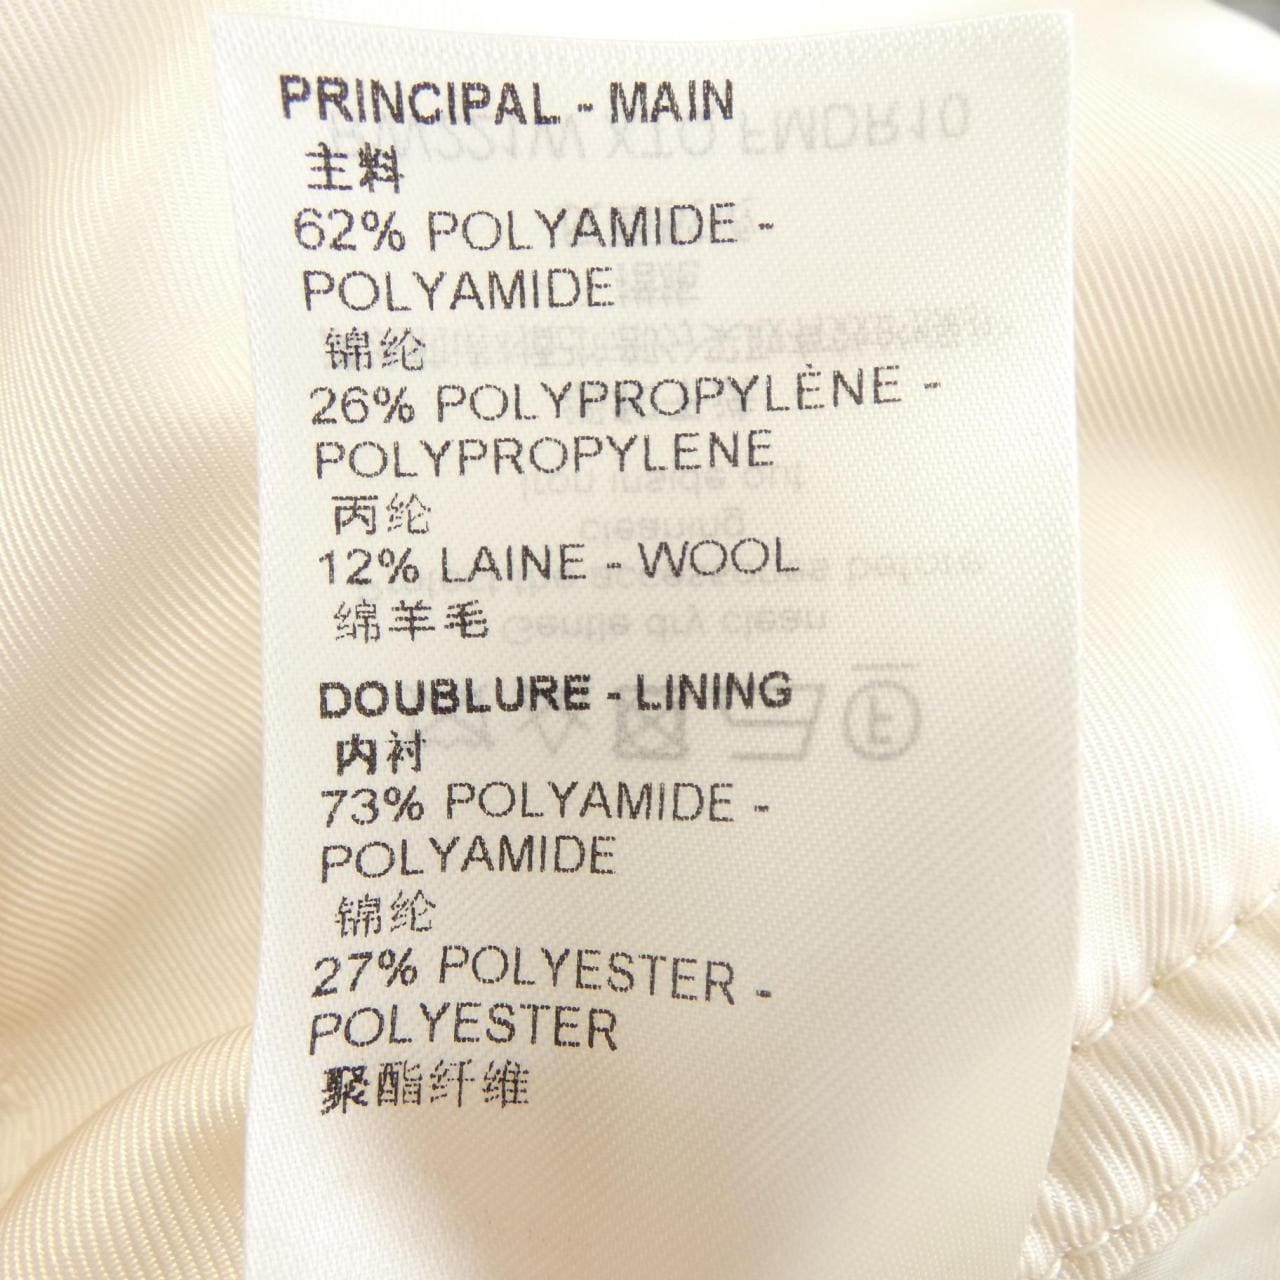 PRINCIPAL - MAIN
主料
62% POLYAMIDE -
POLYAMIDE
锦纶
26% POLYPROPYLÈNE -
POLYPROPYLENE
丙纶
12% LAINE - WOOL
绵羊毛
DOUBLURE - LINING
内衬
73% POLYAMIDE -
POLYAMIDE
锦纶
27% POLYESTER -
POLYESTER
聚酯纤维